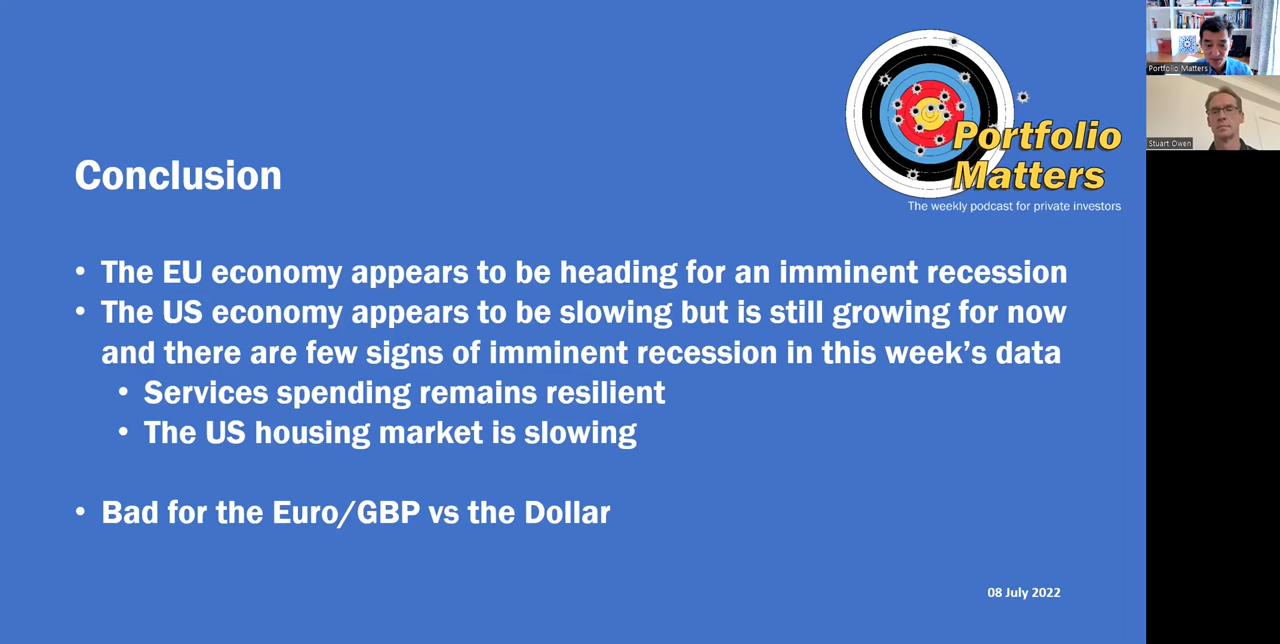 Portfolio
Matters
The weekly podcast for private investors
Conclusion
• The EU economy appears to be heading for an imminent recession
• The US economy appears to be slowing but is still growing for now
and there are few signs of imminent recession in this week's data
• Services spending remains resilient
• The US housing market is slowing
• Bad for the Euro/GBP vs the Dollar
08 July 2022
Portfolio Matters
Stuart Owen